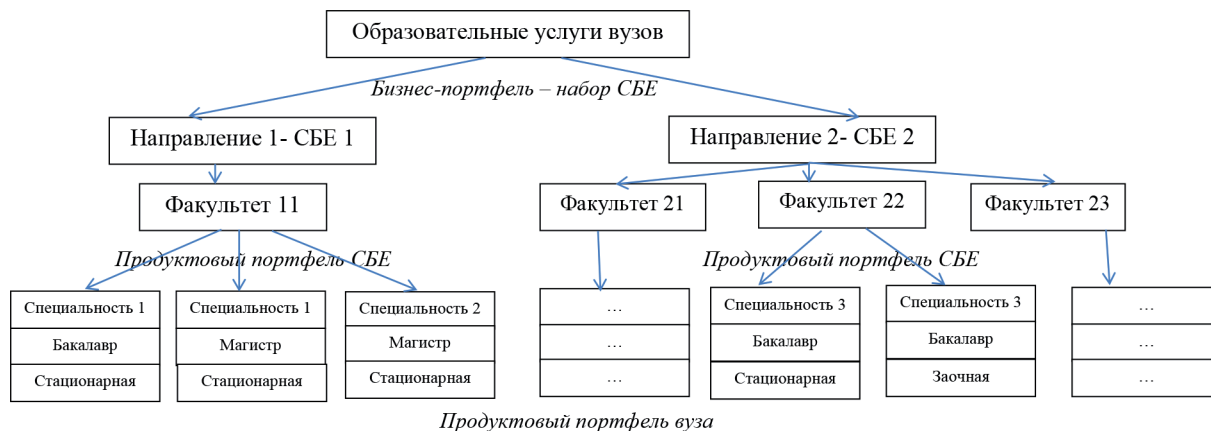 Образовательные услуги вузов
Бизнес-портфель – набор СБЕ
Направление 1- СБЕ 1
Направление 2- СБЕ 2
Факультет 11
Факультет 21
Факультет 22
Факультет 23
Продуктовый портфель СБЕ
Продуктовый портфель СБЕ
Специальность 1
Бакалавр
Стационарная
Специальность 1
Магистр
Стационарная
Специальность 2
Магистр
Стационарная
…
…
…
Специальность 3
Бакалавр
Стационарная
Специальность 3
Бакалавр
Заочная
…
…
…
Продуктовый портфель вуза